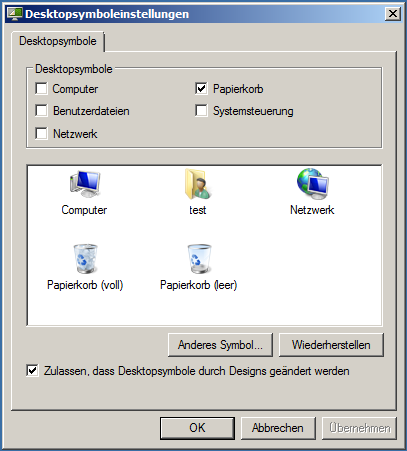 Desktopsymboleinstellungen
Desktopsymbole
Desktopsymbole
Computer
Papierkorb
Benutzerdateien
Systemsteuerung
Netzwerk
Computer
test
Netzwerk
Papierkorb (voll)
Papierkorb (leer)
Anderes Symbol...
Wiederherstellen
Zulassen, dass Desktopsymbole durch Designs geändert werden
OK
Abbrechen
Übernehmen